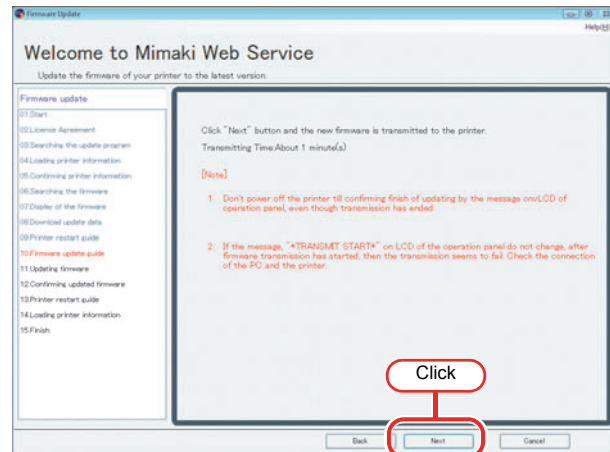 Firmware Update
Help(H)
Welcome to Mimaki Web Service
Update the firmware of your printer to the latest version.
Firmware update
01.Start
02.License Agreement
03.Searching the update program
04.Loading printer information
05.Confirming printer information
06.Searching the firmware
07.Display of the firmware
08.Download update data
09.Printer restart guide
10.Firmware update guide
11.Updating firmware
12.Confirming updated firmware
13.Printer restart guide
14.Loading printer information
15.Finish
Click "Next" button and the new firmware is transmitted to the printer.
Transmitting Time:About 1 minute(s)
[Note]
1. Don't power off the printer till confirming finish of updating by the message onvLCD of
operation panel, even though transmission has ended.
2. If the message, "*TRANSMIT START*" on LCD of the operation panel do not change, after
firmware transmission has started, then the transmission seems to fail. Check the connection
of the PC and the printer.
Click
Back
Next
Cancel